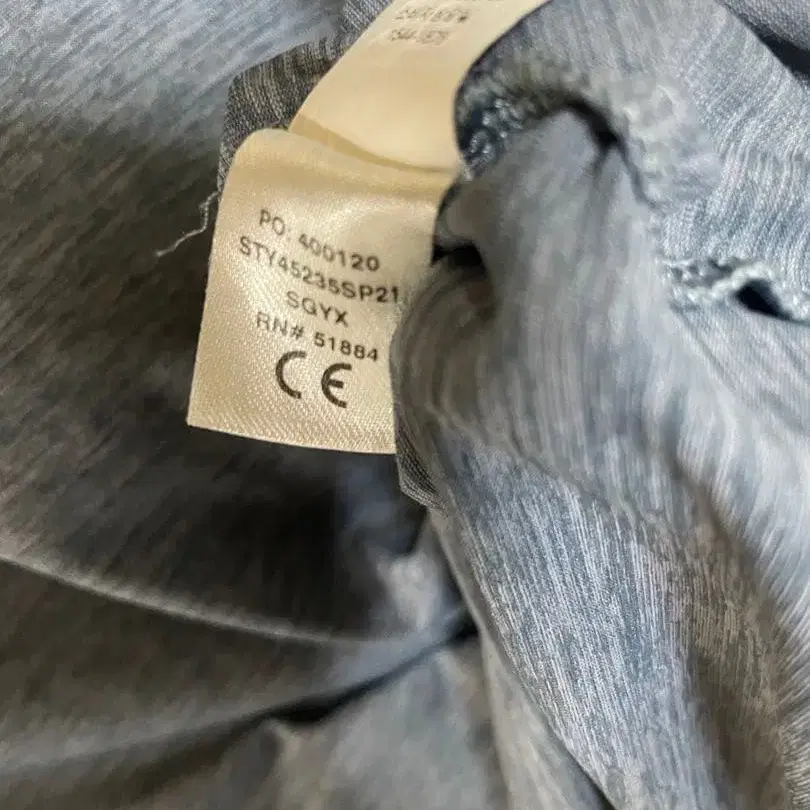 PO: 400120
STY45235SP21
SGYX
RN# 51884
CE